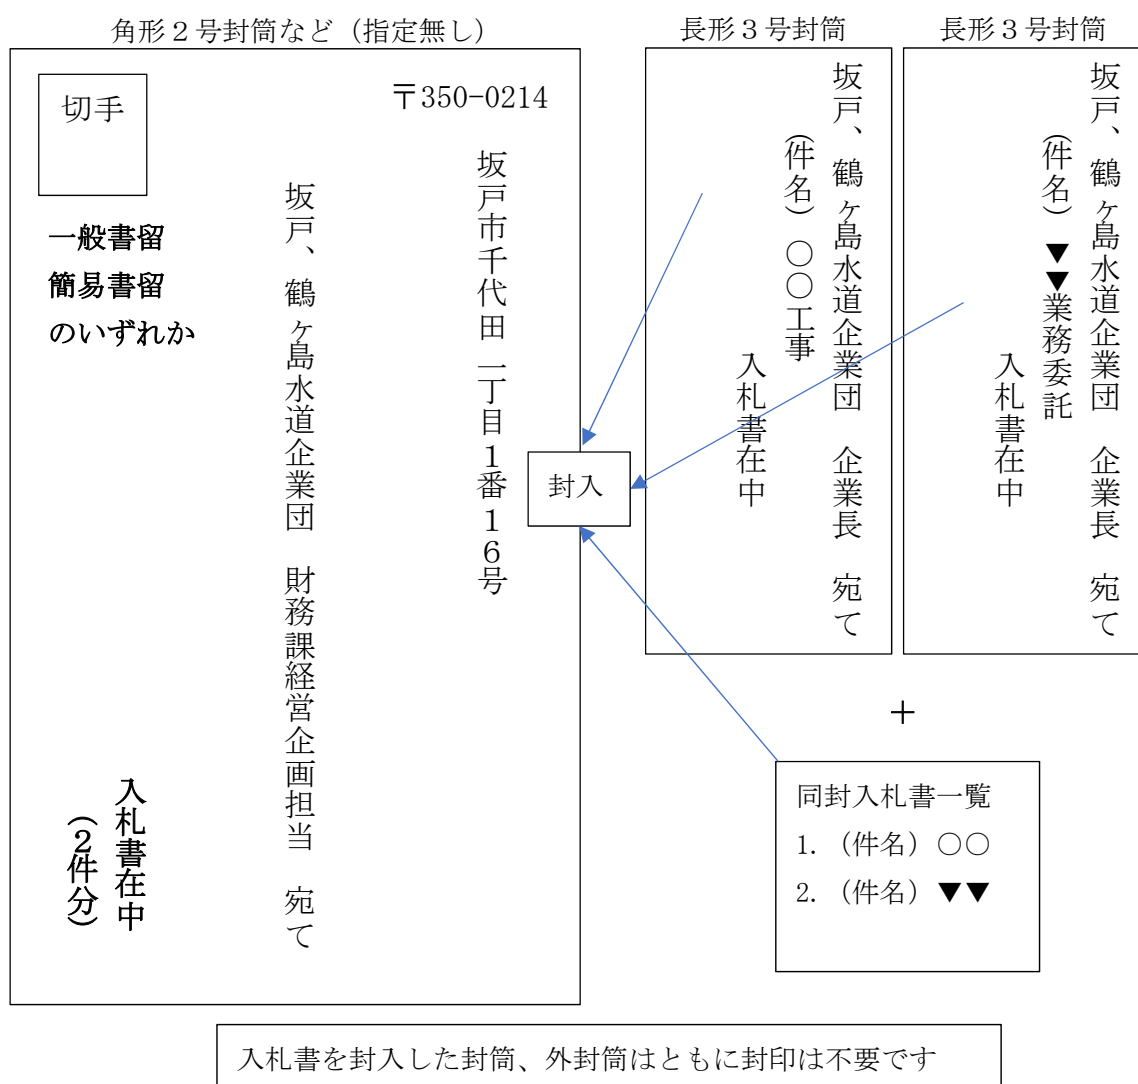 角形２号封筒など（指定無し）
切手
〒350-0214
坂戸市千代田二丁目１番１６号
坂戸、鶴ヶ島水道企業団　財務課経営企画担当　宛て
一般書留
簡易書留
のいずれか
入札書在中
（２件分）
封入
長形３号封筒
坂戸、鶴ヶ島水道企業団　企業長　宛て
（件名）○○工事
入札書在中
長形３号封筒
坂戸、鶴ヶ島水道企業団　企業長　宛て
（件名）▼▼業務委託
入札書在中
＋
同封入札書一覧
1. （件名）○○
2. （件名）▼▼
入札書を封入した封筒、外封筒はともに封印は不要です